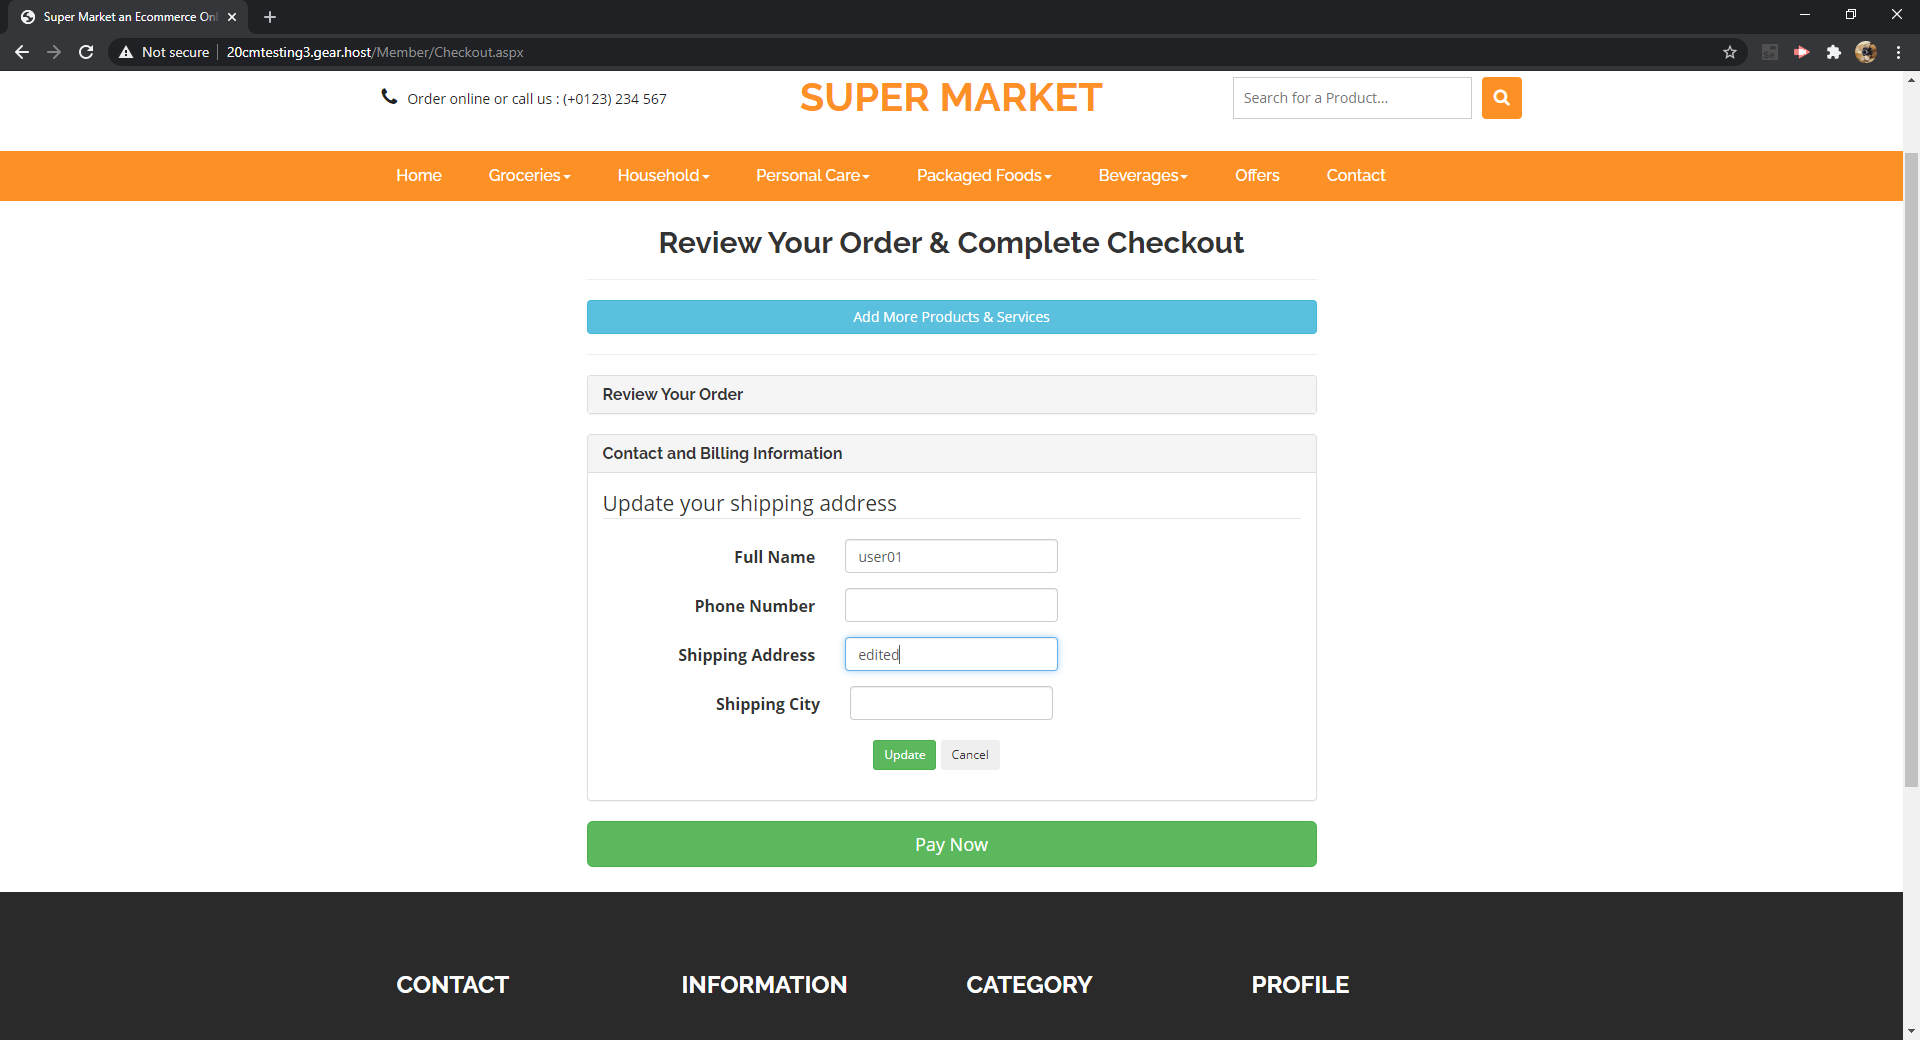 Super Market an Ecommerce Onl
Not secure
20cmtesting3.gear.host/Member/Checkout.aspx
Order online or call us : (+0123) 234 567
SUPER MARKET
Search for a Product...
Home
Groceries
Household
Personal Care
Packaged Foods
Beverages
Offers
Contact
Review Your Order & Complete Checkout
Add More Products & Services
Review Your Order
Contact and Billing Information
Update your shipping address
Full Name
user01
Phone Number
Shipping Address
edited
Shipping City
Update
Cancel
Pay Now
CONTACT
INFORMATION
CATEGORY
PROFILE